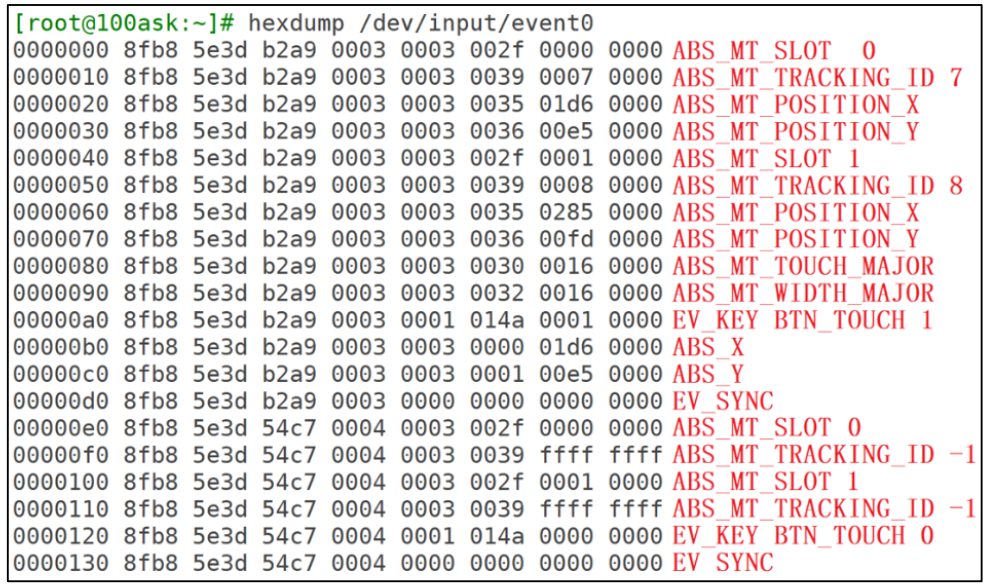 [root@100ask:~]# hexdump /dev/input/event0
0000000 8fb8 5e3d b2a9 0003 0003 002f 0000 0000 ABS_MT_SLOT 0
0000010 8fb8 5e3d b2a9 0003 0003 0039 0007 0000 ABS_MT_TRACKING_ID 7
0000020 8fb8 5e3d b2a9 0003 0003 0035 01d6 0000 ABS_MT_POSITION_X
0000030 8fb8 5e3d b2a9 0003 0003 0036 00e5 0000 ABS_MT_POSITION_Y
0000040 8fb8 5e3d b2a9 0003 0003 002f 0001 0000 ABS_MT_SLOT 1
0000050 8fb8 5e3d b2a9 0003 0003 0039 0008 0000 ABS_MT_TRACKING_ID 8
0000060 8fb8 5e3d b2a9 0003 0003 0035 0285 0000 ABS_MT_POSITION_X
0000070 8fb8 5e3d b2a9 0003 0003 0036 00fd 0000 ABS_MT_POSITION_Y
0000080 8fb8 5e3d b2a9 0003 0003 0030 0016 0000 ABS_MT_TOUCH_MAJOR
0000090 8fb8 5e3d b2a9 0003 0003 0032 0016 0000 ABS_MT_WIDTH_MAJOR
00000a0 8fb8 5e3d b2a9 0003 0001 014a 0001 0000 EV_KEY BTN_TOUCH 1
00000b0 8fb8 5e3d b2a9 0003 0003 0000 01d6 0000 ABS_X
00000c0 8fb8 5e3d b2a9 0003 0003 0001 00e5 0000 ABS_Y
00000d0 8fb8 5e3d b2a9 0003 0000 0000 0000 0000 EV_SYNC
00000e0 8fb8 5e3d 54c7 0004 0003 002f 0000 0000 ABS_MT_SLOT 0
00000f0 8fb8 5e3d 54c7 0004 0003 0039 ffff ffff ABS_MT_TRACKING_ID -1
0000100 8fb8 5e3d 54c7 0004 0003 002f 0001 0000 ABS_MT_SLOT 1
0000110 8fb8 5e3d 54c7 0004 0003 0039 ffff ffff ABS_MT_TRACKING_ID -1
0000120 8fb8 5e3d 54c7 0004 0001 014a 0000 0000 EV_KEY BTN_TOUCH 0
0000130 8fb8 5e3d 54c7 0004 0000 0000 0000 0000 EV_SYNC